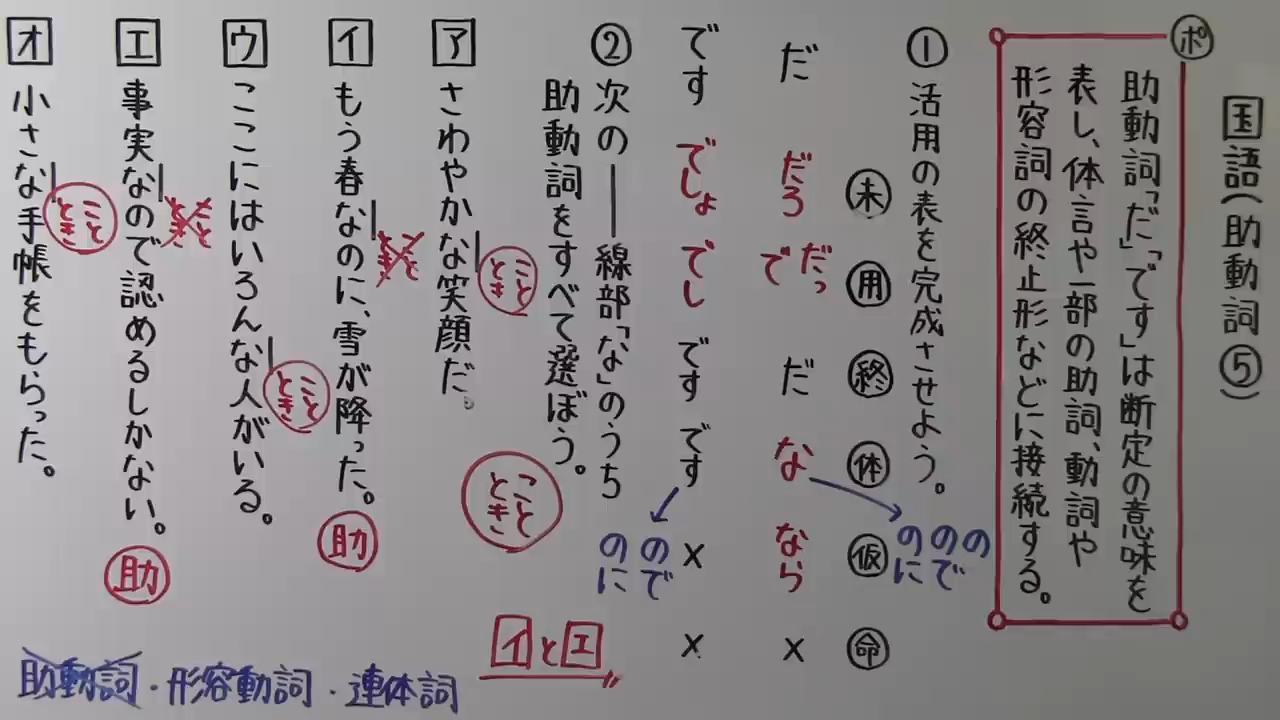 国語(助動詞⑤)
ポ
助動詞「だ」「です」は断定の意味を
表し、体言や一部の助詞、動詞や
形容詞の終止形などに接続する。
① 活用の表を完成させよう。
未 用 終 体 仮 命
だ だろ だっ で だ な なら ×
の ので のに
です でしょ でし です です × ×
ので のに
② 次の―線部「な」のうち
助動詞をすべて選ぼう。
こと とき
イとエ
ア さわやかな笑顔だ。
こと とき
イ もう春なのに、雪が降った。
こと とき
助
ウ ここにはいろんな人がいる。
こと とき
エ 事実なので認めるしかない。
こと とき
助
オ 小さな手帳をもらった。
こと とき
助動詞・形容動詞・連体詞